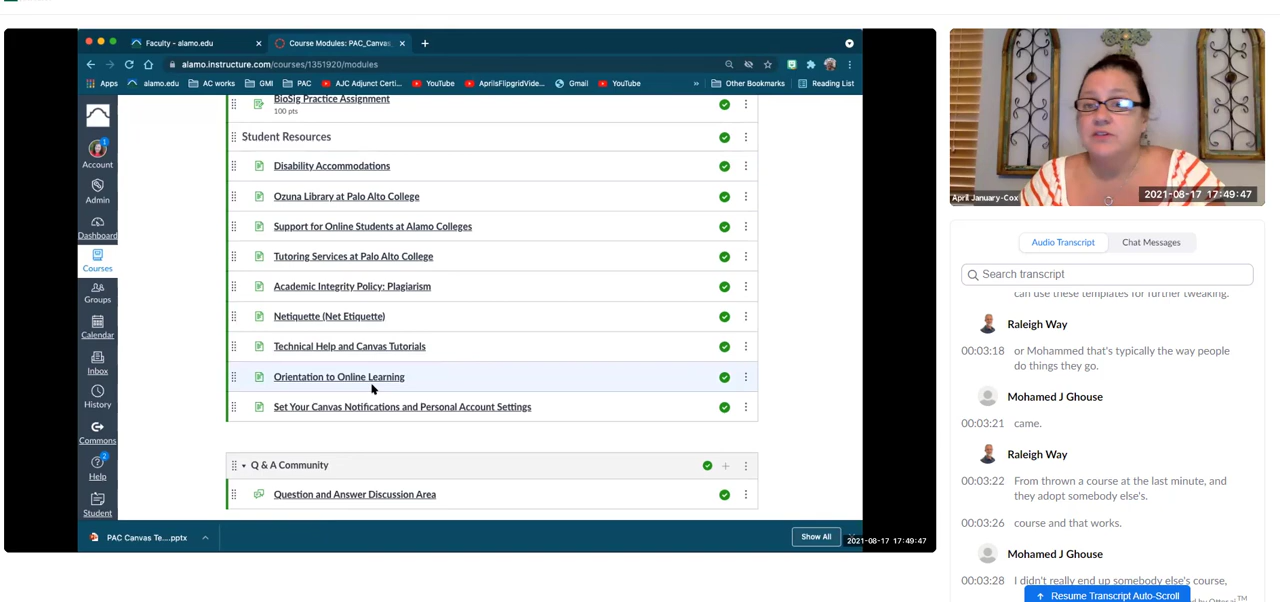 Faculty - alamo.edu
Course Modules: PAC_Canvas_
alamo.instructure.com/courses/1351920/modules
Apps
alamo.edu
AC works
GMI
PAC
AJC Adjunct Certi...
YouTube
AprilsFlipgridVide...
Gmail
YouTube
»
Other Bookmarks
Reading List
Account
Admin
Dashboard
Courses
Groups
Calendar
Inbox
History
Commons
2
Help
Student
BioSig Practice Assignment
100 pts
Student Resources
Disability Accommodations
Ozuna Library at Palo Alto College
Support for Online Students at Alamo Colleges
Tutoring Services at Palo Alto College
Academic Integrity Policy: Plagiarism
Netiquette (Net Etiquette)
Technical Help and Canvas Tutorials
Orientation to Online Learning
Set Your Canvas Notifications and Personal Account Settings
Q & A Community
Question and Answer Discussion Area
PAC Canvas Te....pptx
Show All
2021-08-17 17:49:47
April January-Cox
2021-08-17 17:49:47
Audio Transcript
Chat Messages
Search transcript
can use these templates for further tweaking.
Raleigh Way
00:03:18 or Mohammed that's typically the way people
do things they go.
Mohamed J Ghouse
00:03:21 came.
Raleigh Way
00:03:22 From thrown a course at the last minute, and
they adopt somebody else's.
00:03:26 course and that works.
Mohamed J Ghouse
00:03:28 I didn't really end up somebody else's course,
Resume Transcript Auto-Scroll